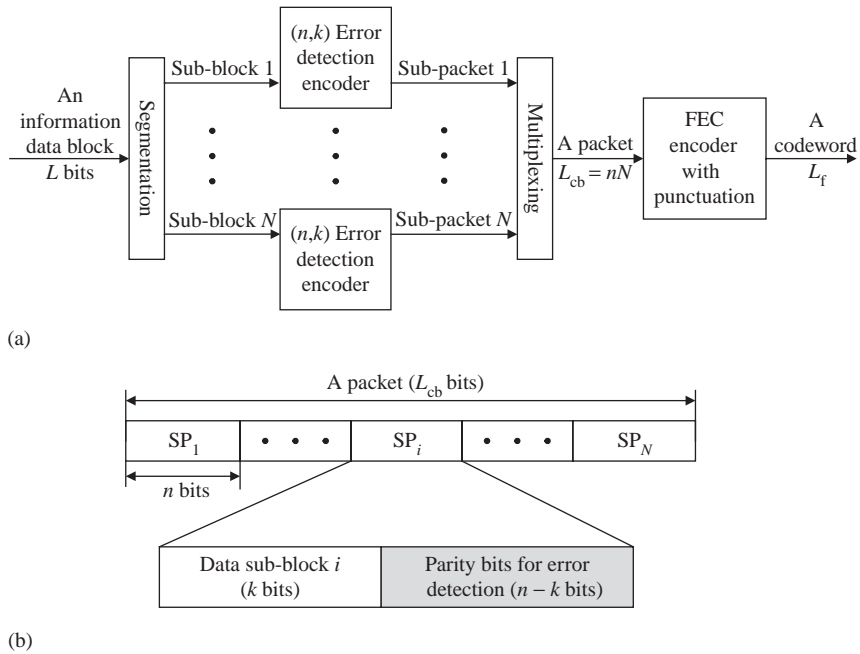 An
information
data block
L bits
Segmentation
Sub-block 1
Sub-block N
(n,k) Error
detection
encoder
(n,k) Error
detection
encoder
Sub-packet 1
Sub-packet N
Multiplexing
A packet
L_cb = nN
FEC
encoder
with
punctuation
A
codeword
L_f
(a)
A packet (L_cb bits)
SP_1
SP_i
SP_N
n bits
Data sub-block i
(k bits)
Parity bits for error
detection (n − k bits)
(b)